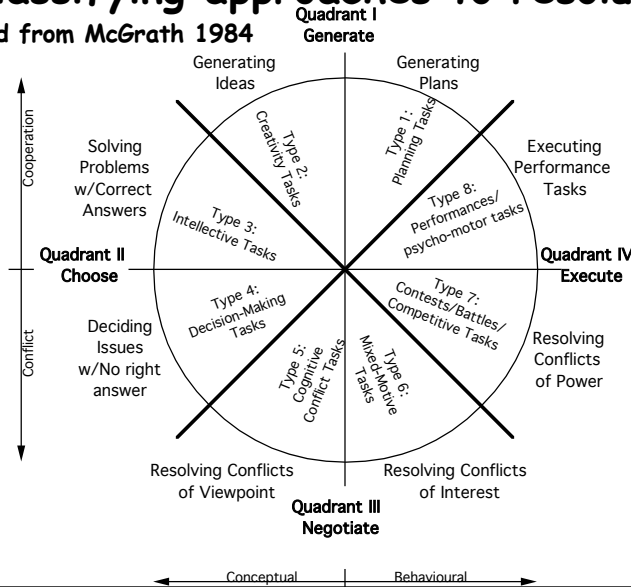 to
d from McGrath 1984
Quadrant I
Generate
Generating
Ideas
Generating
Plans
Cooperation
Solving
Problems
w/Correct
Answers
Type 2:
Creativity Tasks
Type 1:
Planning Tasks
Executing
Performance
Tasks
Type 3:
Intellective Tasks
Type 8:
Performances/
psycho-motor tasks
Quadrant II
Choose
Quadrant IV
Execute
Type 4:
Decision-Making
Tasks
Type 7:
Contests/Battles/
Competitive Tasks
Conflict
Deciding
Issues
w/No right
answer
Type 5:
Cognitive
Conflict Tasks
Type 6:
Mixed-Motive
Tasks
Resolving
Conflicts
of Power
Resolving Conflicts
of Viewpoint
Resolving Conflicts
of Interest
Quadrant III
Negotiate
Conceptual
Behavioural